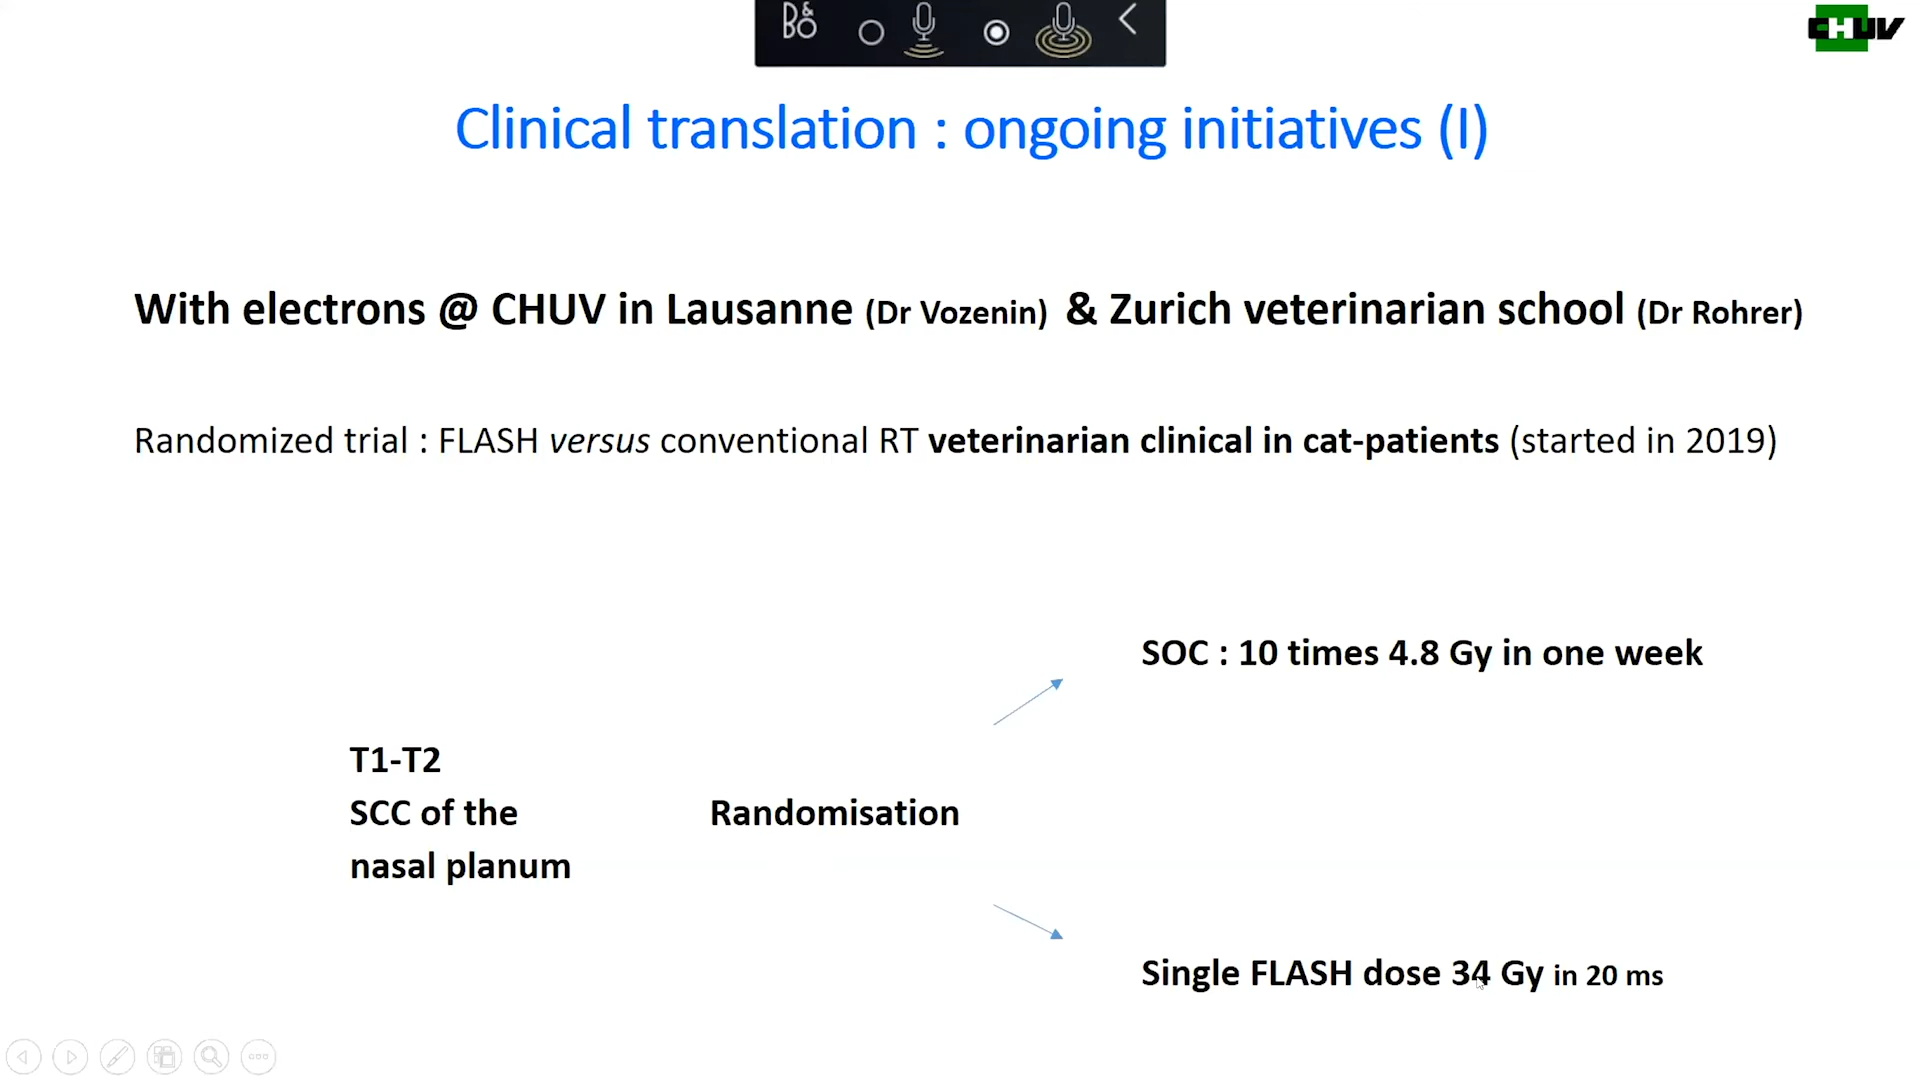 B&O
CHUV
Clinical translation : ongoing initiatives (I)
With electrons @ CHUV in Lausanne (Dr Vozenin) & Zurich veterinarian school (Dr Rohrer)
Randomized trial : FLASH versus conventional RT veterinarian clinical in cat-patients (started in 2019)
SOC : 10 times 4.8 Gy in one week
T1-T2
SCC of the
nasal planum
Randomisation
Single FLASH dose 34 Gy in 20 ms